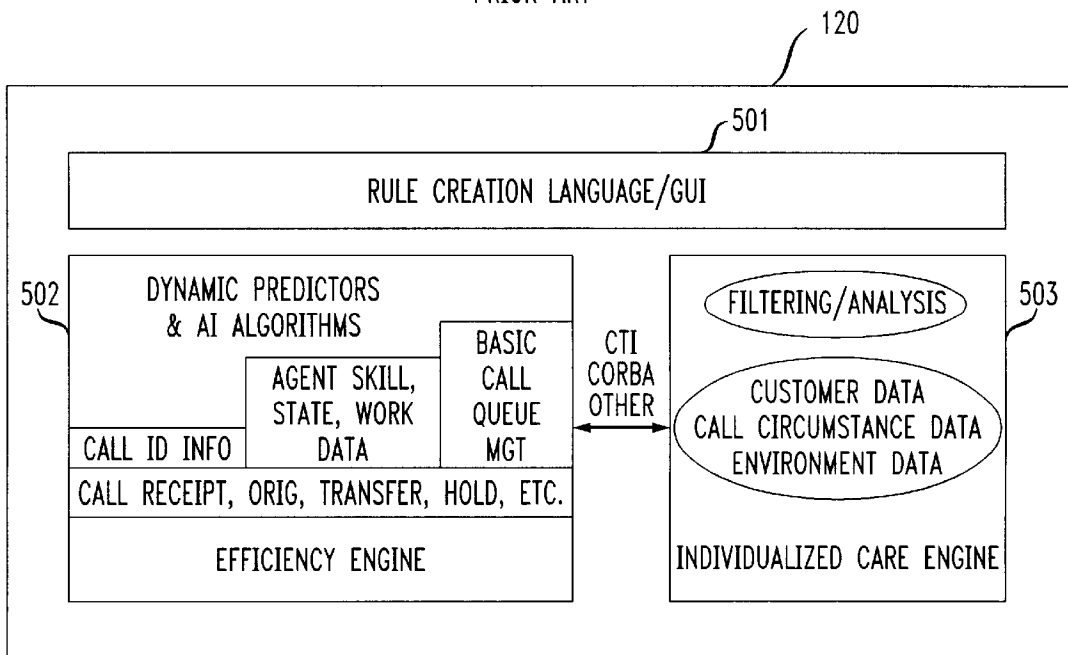 PRIOR ART
120
501
RULE CREATION LANGUAGE/GUI
502
DYNAMIC PREDICTORS
& AI ALGORITHMS
BASIC
CALL
QUEUE
MGT
AGENT SKILL,
STATE, WORK
DATA
CALL ID INFO
CALL RECEIPT, ORIG, TRANSFER, HOLD, ETC.
EFFICIENCY ENGINE
CTI
CORBA
OTHER
503
FILTERING/ANALYSIS
CUSTOMER DATA
CALL CIRCUMSTANCE DATA
ENVIRONMENT DATA
INDIVIDUALIZED CARE ENGINE